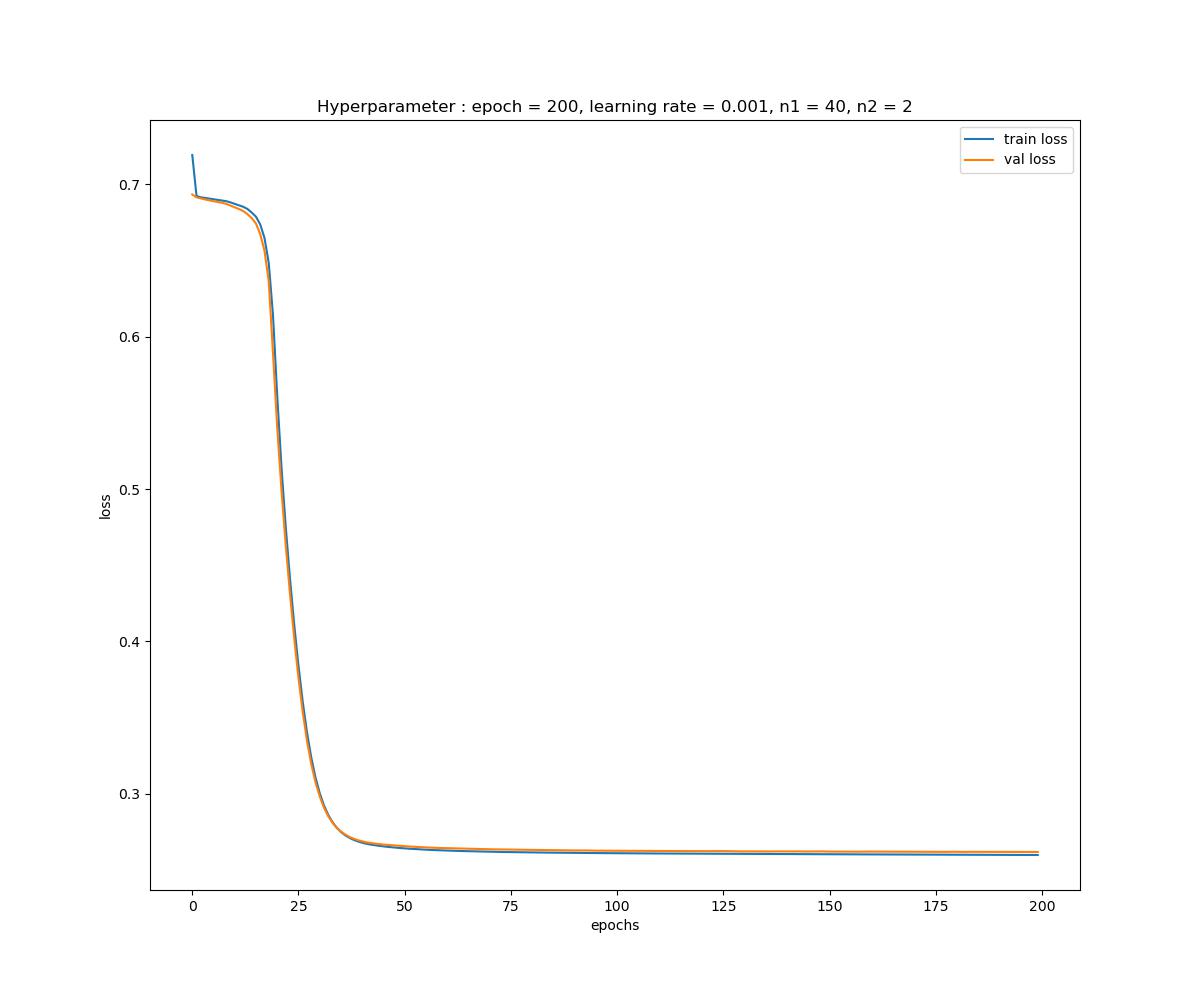 Hyperparameter : epoch = 200, learning rate = 0.001, n1 = 40, n2 = 2
train loss
val loss
0.7
0.6
0.5
0.4
0.3
loss
0 25 50 75 100 125 150 175 200
epochs